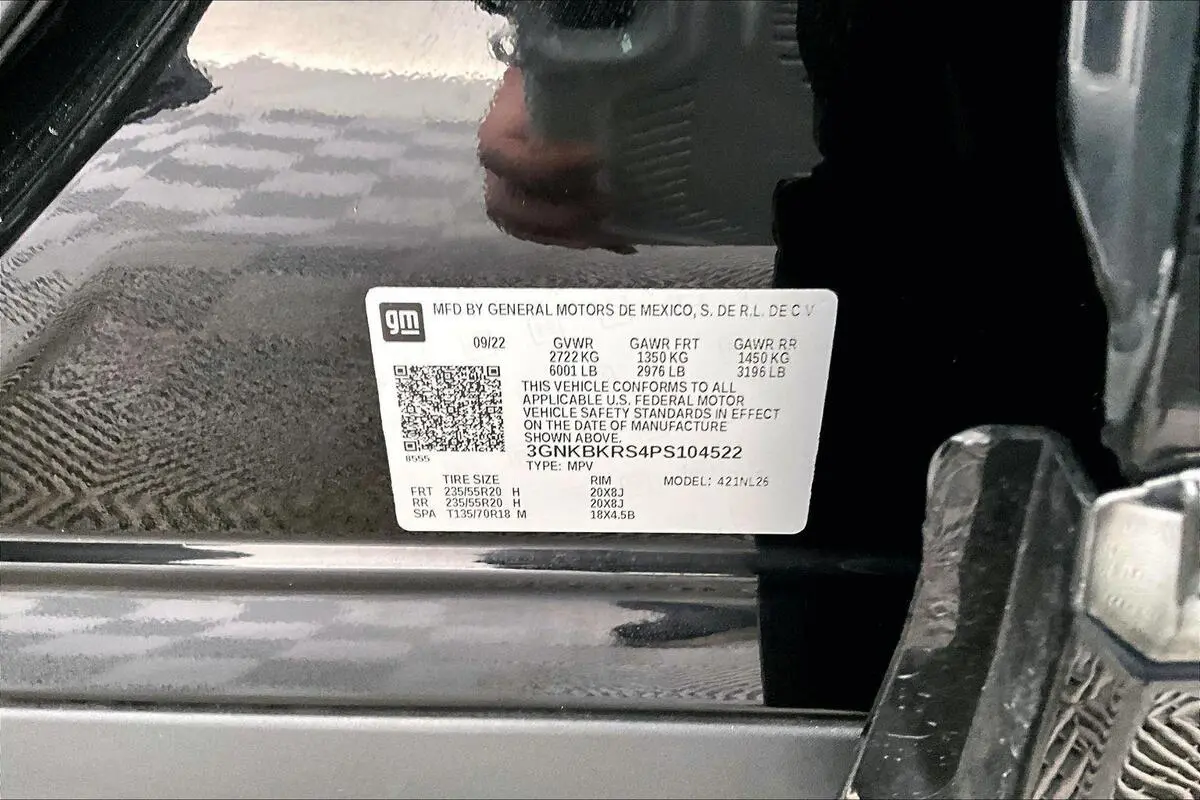 gm
MFD BY GENERAL MOTORS DE MEXICO, S. DE R.L. DE C V
09/22 GVWR GAWR FRT GAWR RR
2722 KG 1350 KG 1450 KG
6001 LB 2976 LB 3196 LB
THIS VEHICLE CONFORMS TO ALL
APPLICABLE U.S. FEDERAL MOTOR
VEHICLE SAFETY STANDARDS IN EFFECT
ON THE DATE OF MANUFACTURE
SHOWN ABOVE.
8555
3GNKBKRS4PS104522
TYPE: MPV
TIRE SIZE RIM MODEL: 421NL26
FRT 235/55R20 H 20X8J
RR 235/55R20 H 20X8J
SPA T135/70R18 M 18X4.5B